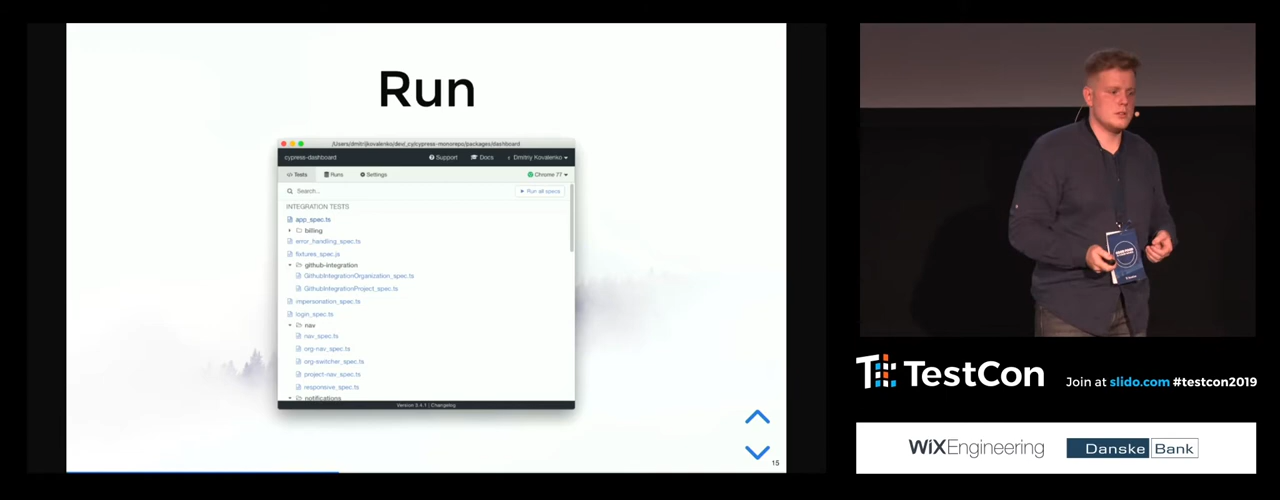 Run
/Users/dmitrijkovalenko/dev/_cy/cypress-monorepo/packages/dashboard
cypress-dashboard
Support
Docs
Dmitriy Kovalenko
Tests
Runs
Settings
Chrome 77
Search...
Run all specs
INTEGRATION TESTS
app_spec.ts
billing
error_handling_spec.ts
fixtures_spec.js
github-integration
GithubIntegrationOrganization_spec.ts
GithubIntegrationProject_spec.ts
impersonation_spec.ts
login_spec.ts
nav
nav_spec.ts
org-nav_spec.ts
org-switcher_spec.ts
project-nav_spec.ts
responsive_spec.ts
notifications
Version 3.4.1 | Changelog
15
TestCon
Join at slido.com #testcon2019
WiX Engineering
Danske Bank